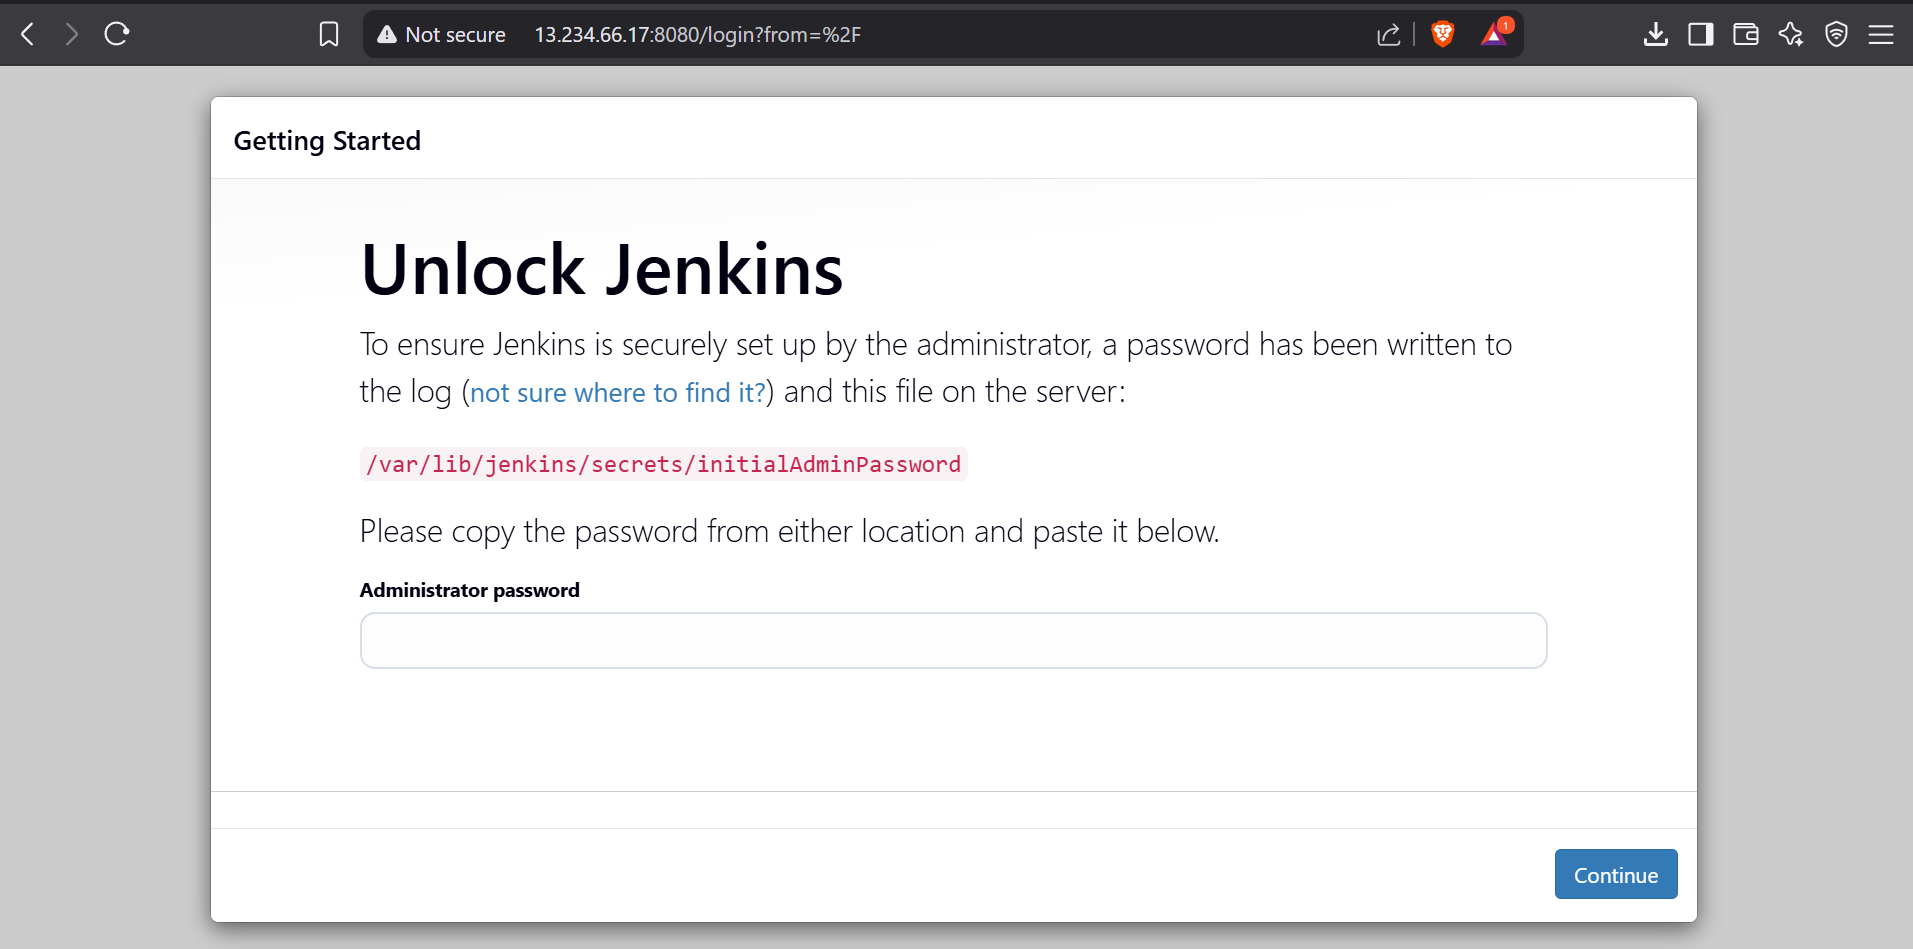 Not secure 13.234.66.17:8080/login?from=%2F
1
Getting Started
Unlock Jenkins
To ensure Jenkins is securely set up by the administrator, a password has been written to
the log (not sure where to find it?) and this file on the server:
/var/lib/jenkins/secrets/initialAdminPassword
Please copy the password from either location and paste it below.
Administrator password
Continue